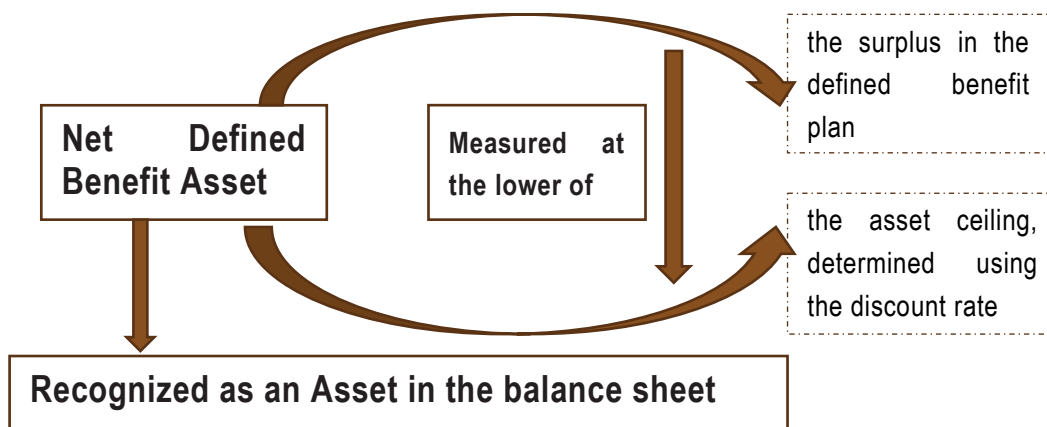 Net Defined
Benefit Asset
Measured at
the lower of
the surplus in the
defined benefit
plan
the asset ceiling,
determined using
the discount rate
Recognized as an Asset in the balance sheet